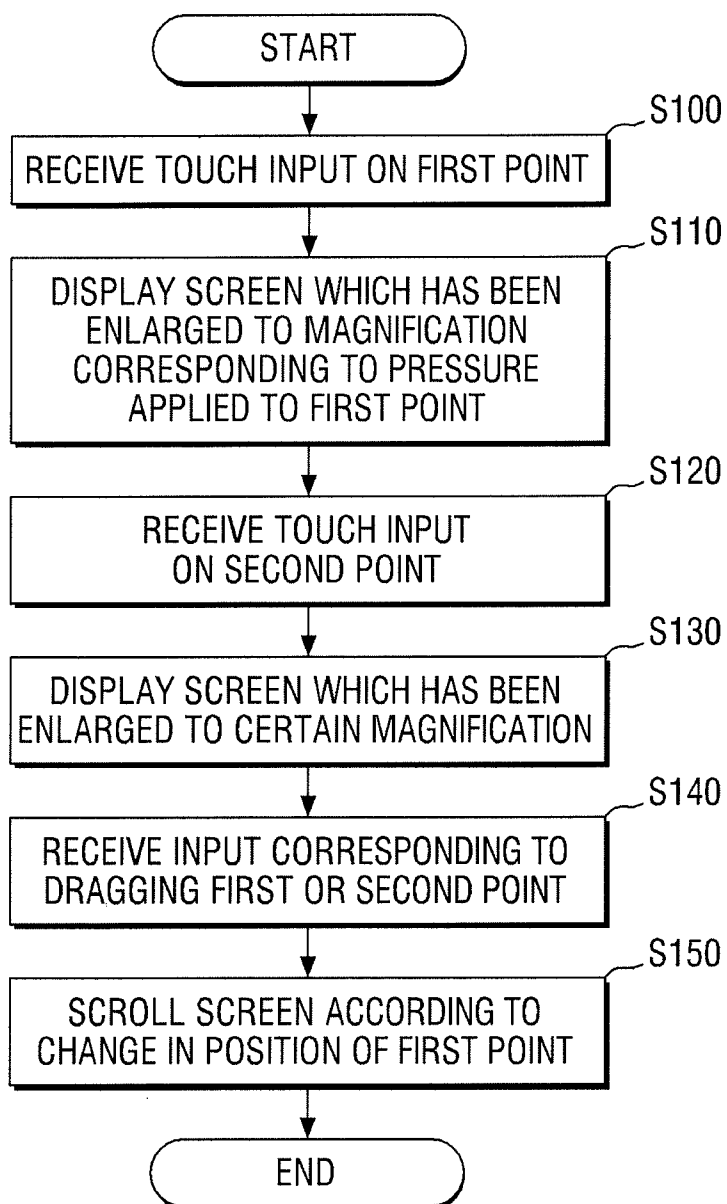 START
S100
RECEIVE TOUCH INPUT ON FIRST POINT
S110
DISPLAY SCREEN WHICH HAS BEEN
ENLARGED TO MAGNIFICATION
CORRESPONDING TO PRESSURE
APPLIED TO FIRST POINT
S120
RECEIVE TOUCH INPUT
ON SECOND POINT
S130
DISPLAY SCREEN WHICH HAS BEEN
ENLARGED TO CERTAIN MAGNIFICATION
S140
RECEIVE INPUT CORRESPONDING TO
DRAGGING FIRST OR SECOND POINT
S150
SCROLL SCREEN ACCORDING TO
CHANGE IN POSITION OF FIRST POINT
END